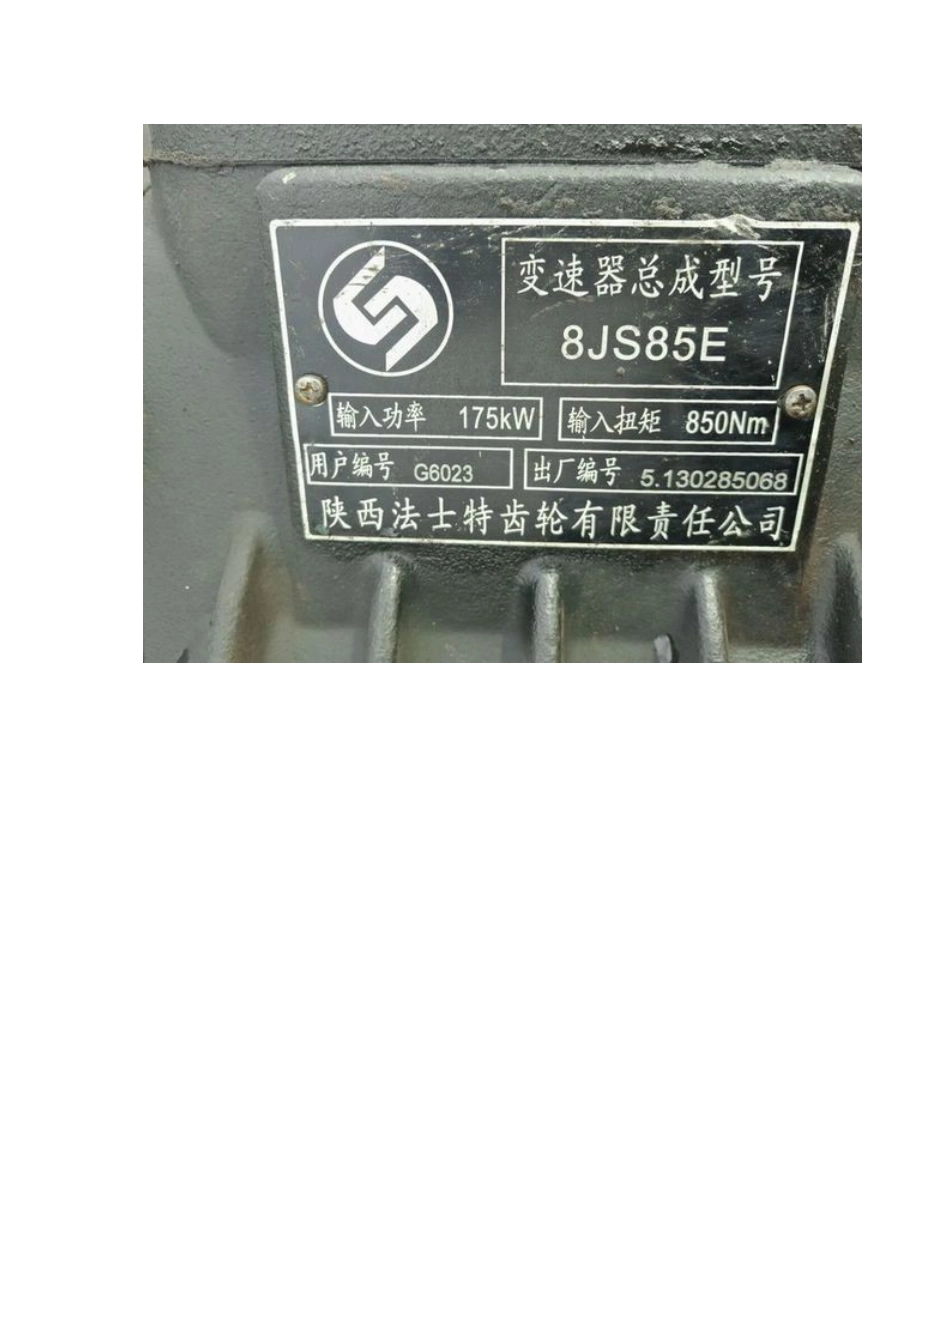 变速器总成型号
8JS85E
输入功率 175kW 输入扭矩 850Nm
用户编号 G6023 出厂编号 5.130285068
陕西法士特齿轮有限责任公司